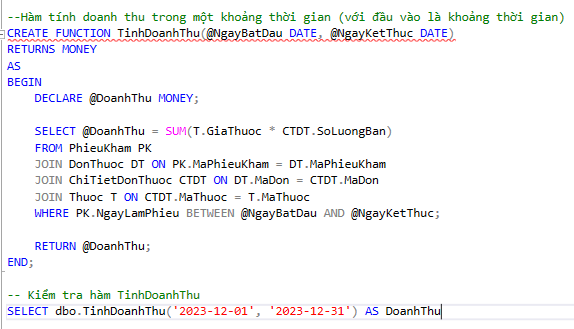 --Hàm tính doanh thu trong một khoảng thời gian (với đầu vào là khoảng thời gian)
CREATE FUNCTION TinhDoanhThu(@NgayBatDau DATE, @NgayKetThuc DATE)
RETURNS MONEY
AS
BEGIN
    DECLARE @DoanhThu MONEY;

    SELECT @DoanhThu = SUM(T.GiaThuoc * CTDT.SoLuongBan)
    FROM PhieuKham PK
    JOIN DonThuoc DT ON PK.MaPhieuKham = DT.MaPhieuKham
    JOIN ChiTietDonThuoc CTDT ON DT.MaDon = CTDT.MaDon
    JOIN Thuoc T ON CTDT.MaThuoc = T.MaThuoc
    WHERE PK.NgayLamPhieu BETWEEN @NgayBatDau AND @NgayKetThuc;

    RETURN @DoanhThu;
END;

-- Kiểm tra hàm TinhDoanhThu
SELECT dbo.TinhDoanhThu('2023-12-01', '2023-12-31') AS DoanhThu